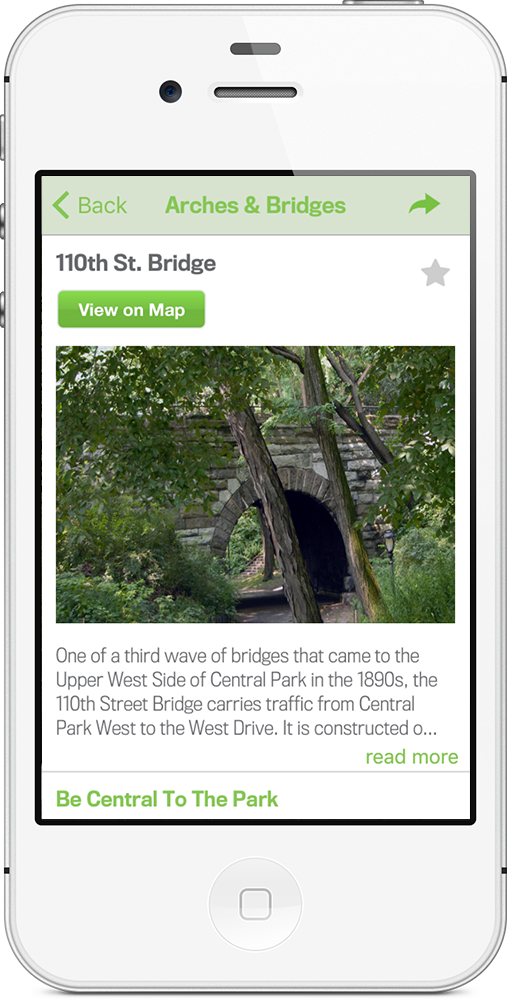 Back
Arches & Bridges
110th St. Bridge
View on Map
One of a third wave of bridges that came to the
Upper West Side of Central Park in the 1890s, the
110th Street Bridge carries traffic from Central
Park West to the West Drive. It is constructed o...
read more
Be Central To The Park